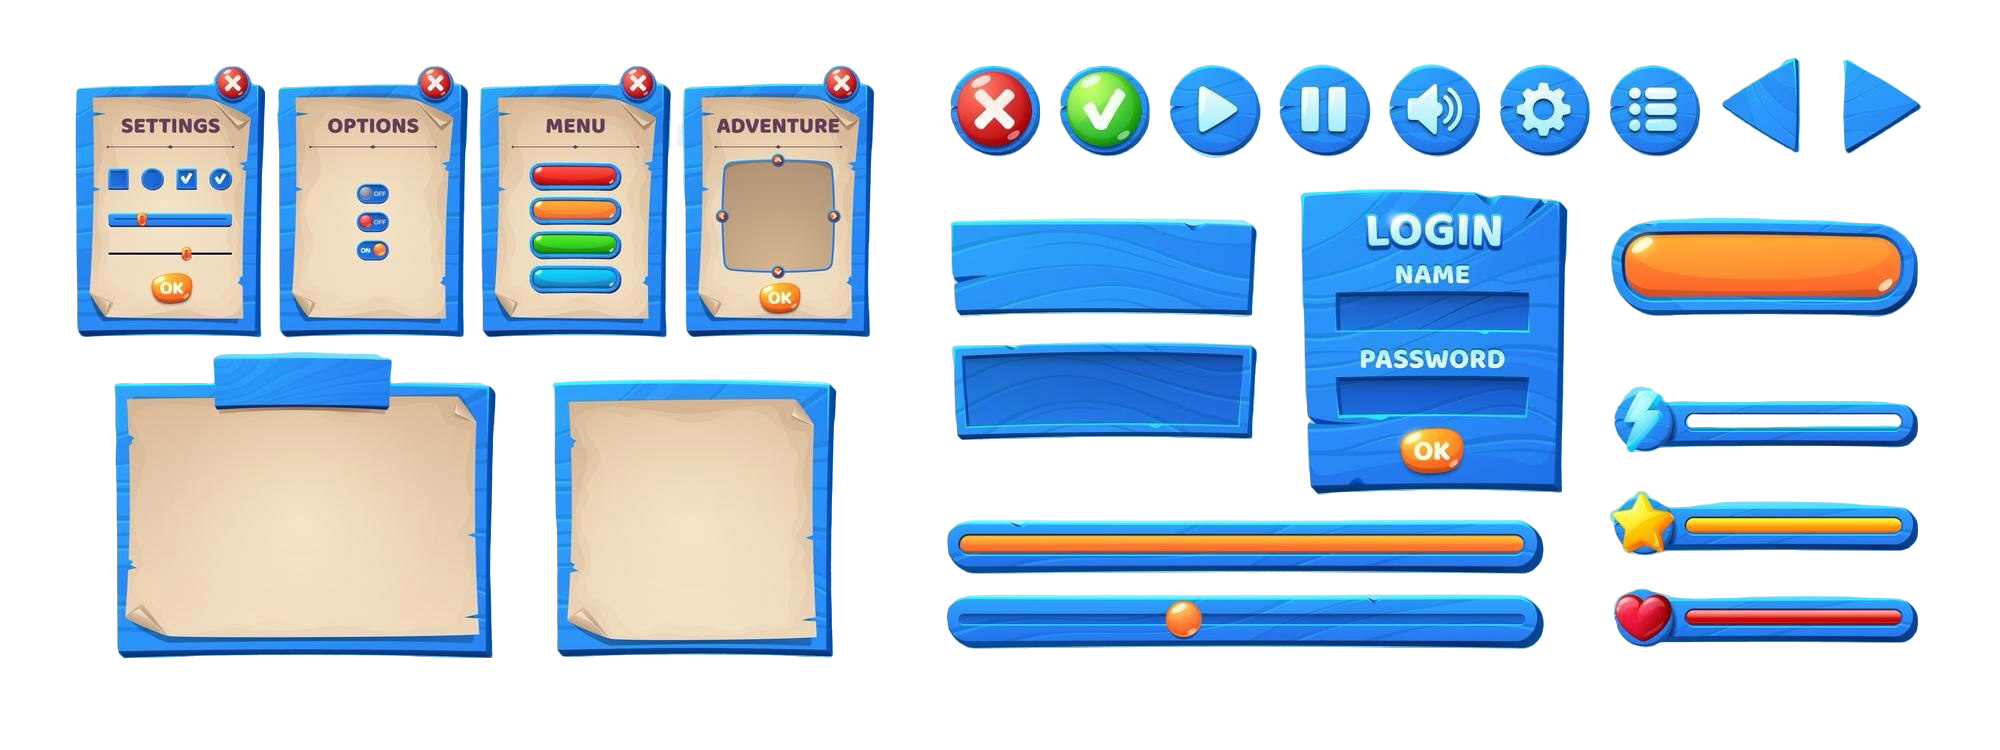 SETTINGS
OK
OPTIONS
OFF
OFF
ON
MENU
ADVENTURE
OK
LOGIN
NAME
PASSWORD
OK